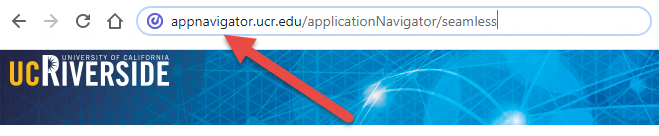 appnavigator.ucr.edu/applicationNavigator/seamless
UNIVERSITY OF CALIFORNIA
UCRIVERSIDE